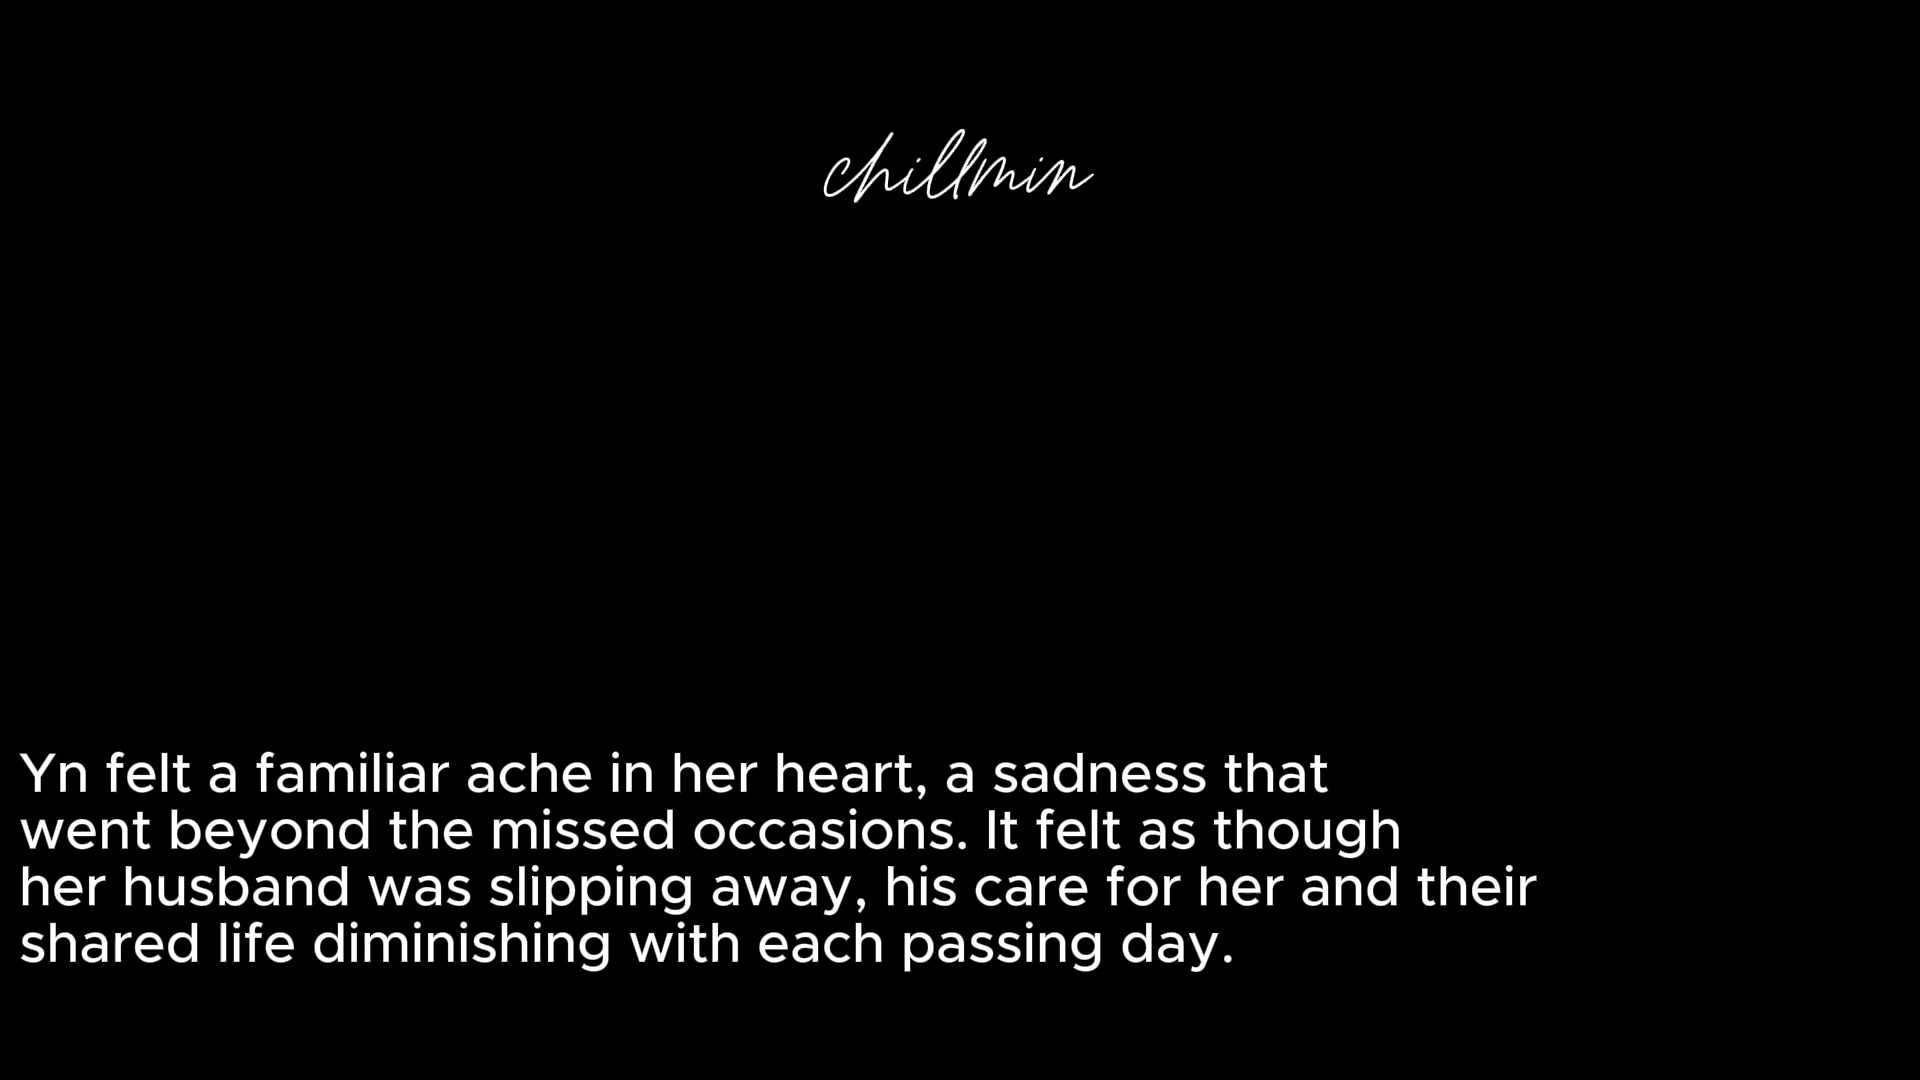 chillmin
Yn felt a familiar ache in her heart, a sadness that
went beyond the missed occasions. It felt as though
her husband was slipping away, his care for her and their
shared life diminishing with each passing day.